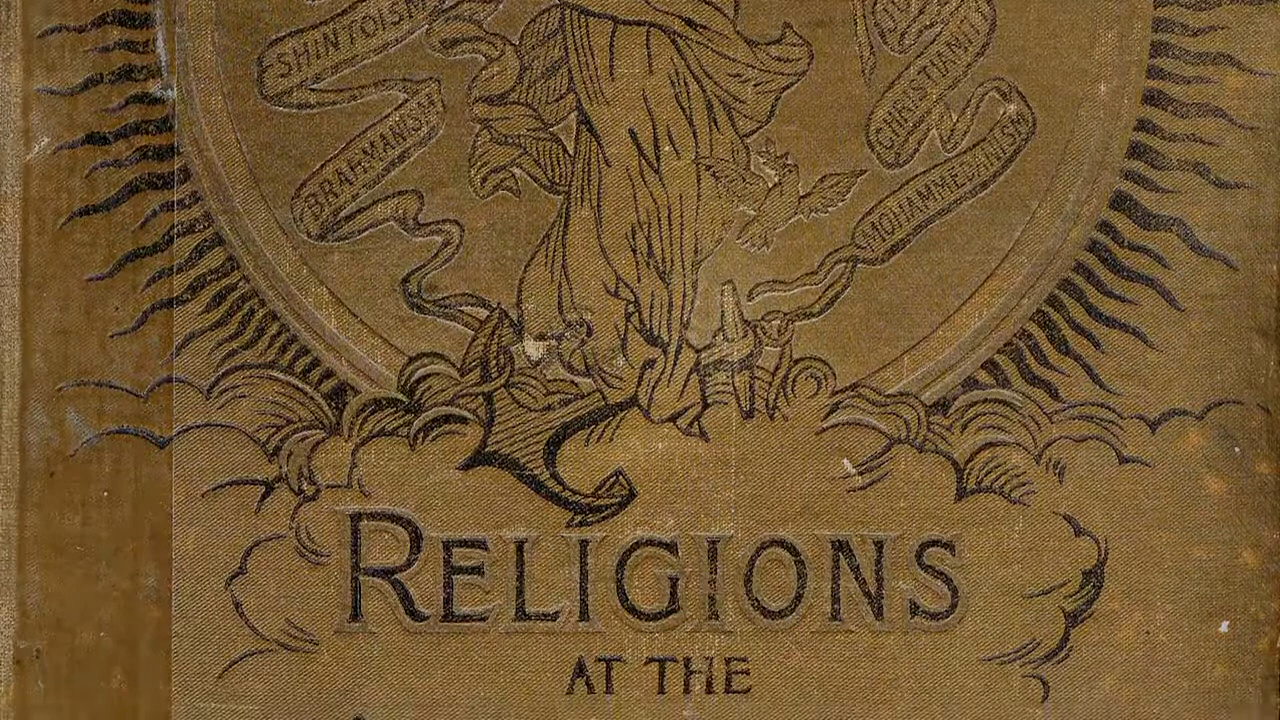 SHINTOISM
BRAHMANISM
CHRISTIANITY
MOHAMMEDANISM
RELIGIONS
AT THE